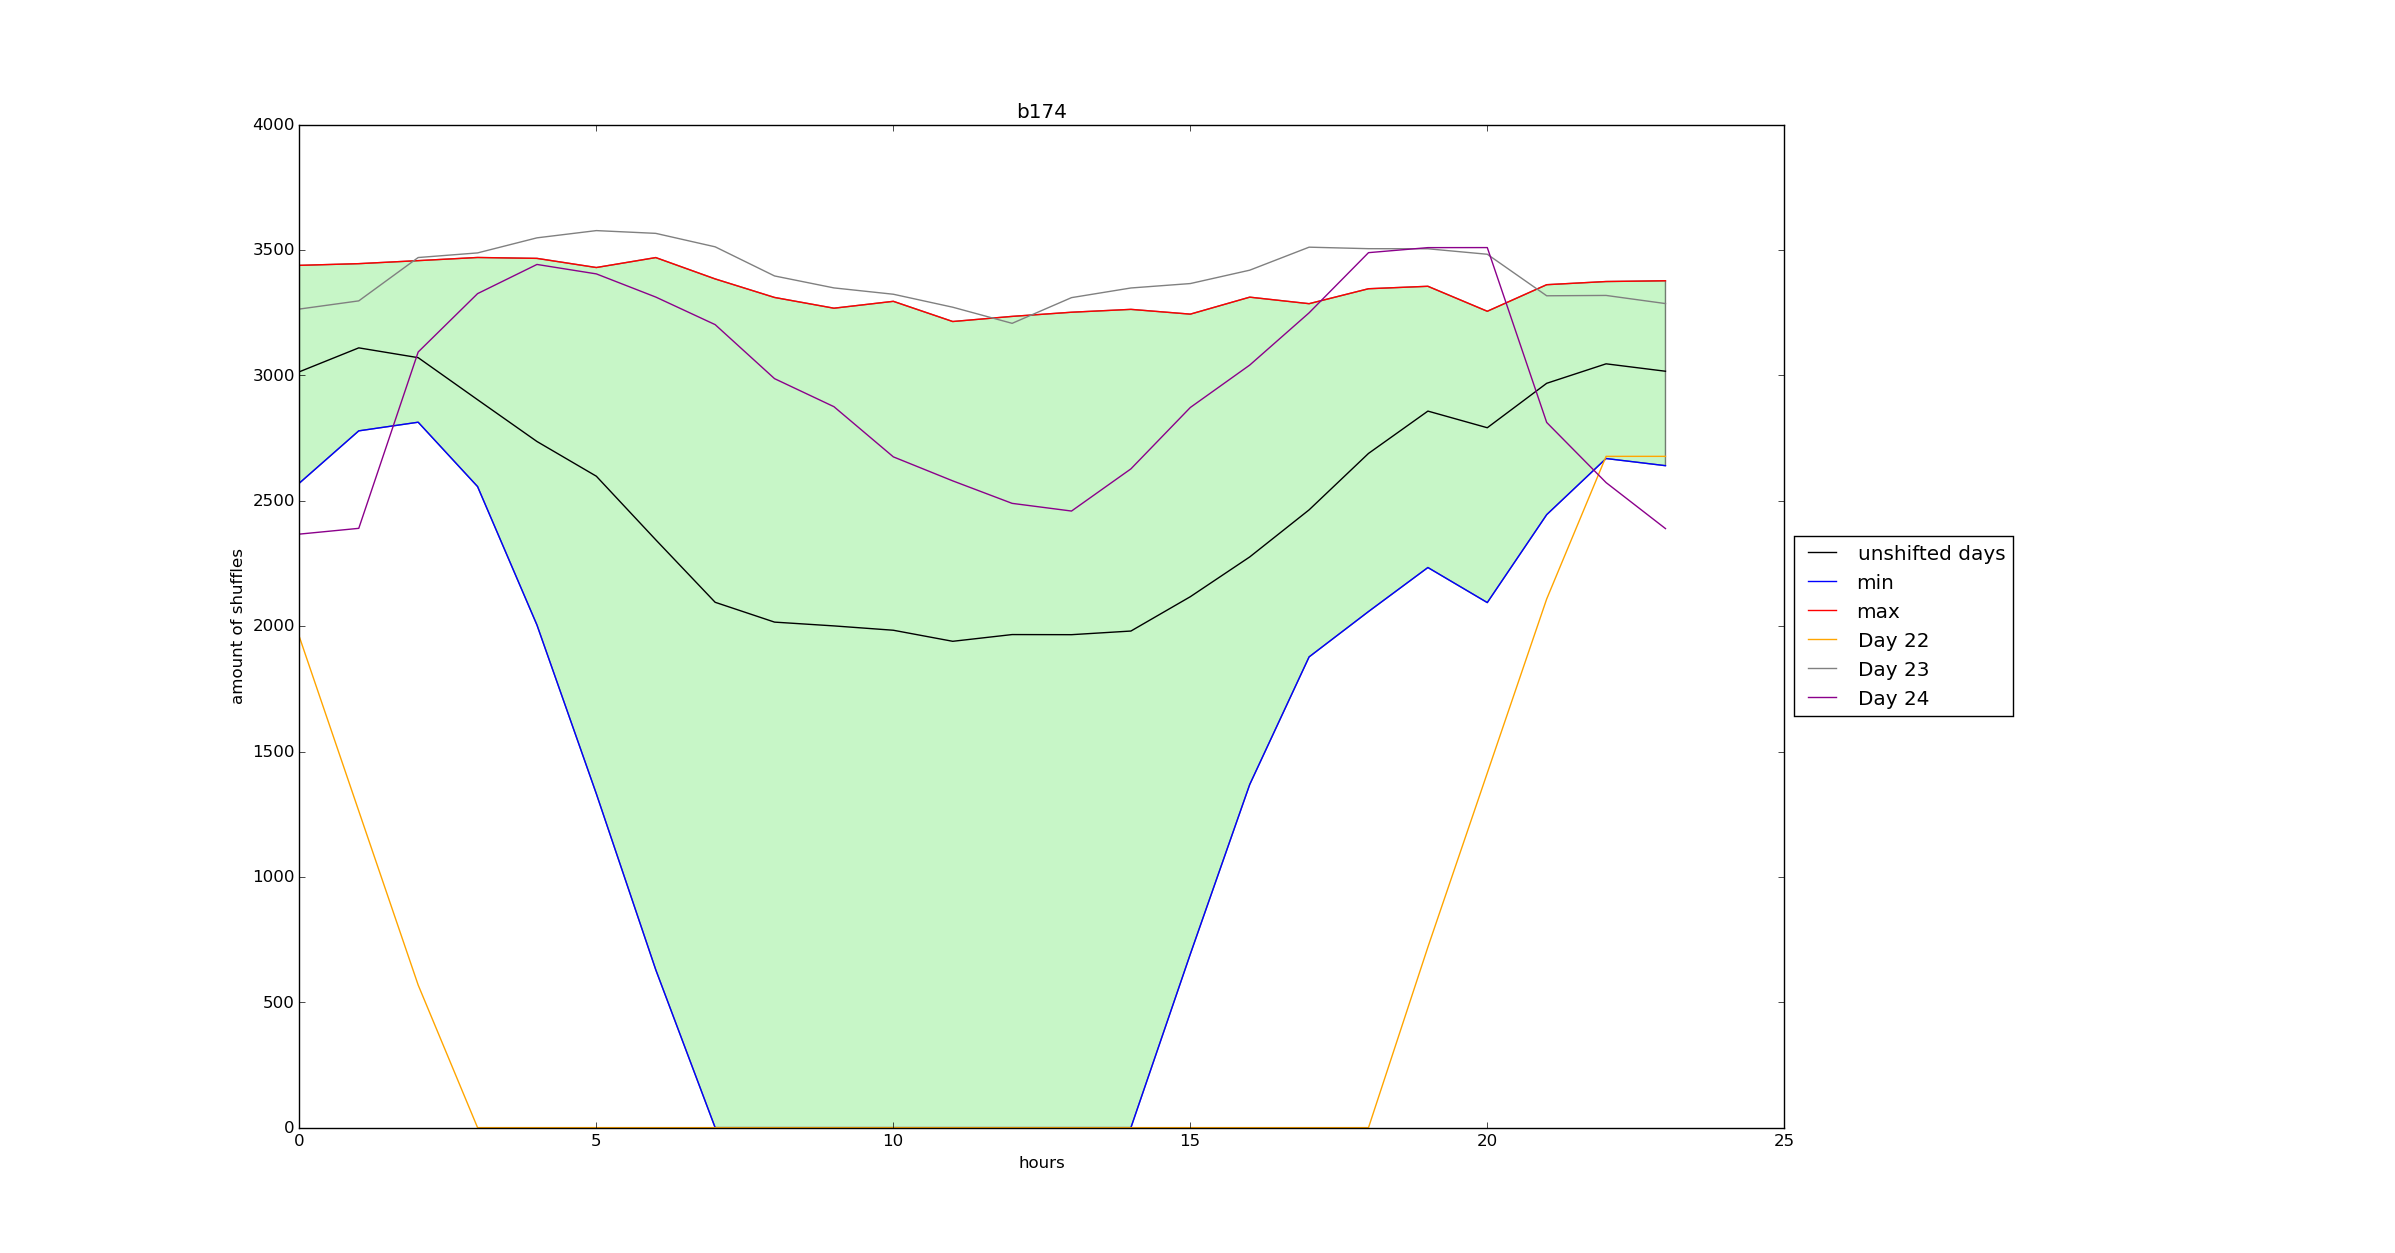 b174
4000
3500
3000
2500
2000
1500
1000
500
0
amount of shuffles
0 5 10 15 20 25
hours
unshifted days
min
max
Day 22
Day 23
Day 24